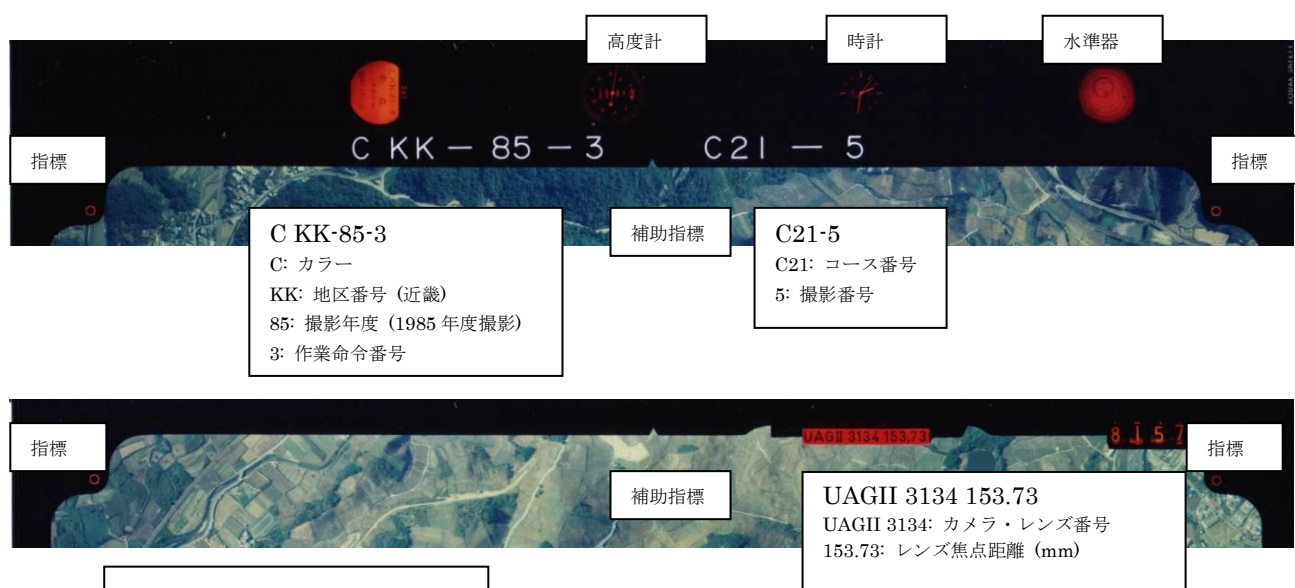 高度計
時計
水準器
C KK － 85 － 3 C21 － 5
指標
指標
C KK-85-3
C: カラー
KK: 地区番号 (近畿)
85: 撮影年度 (1985 年度撮影)
3: 作業命令番号
補助指標
C21-5
C21: コース番号
5: 撮影番号
指標
UAGII 3134 153.73
8157
指標
補助指標
UAGII 3134 153.73
UAGII 3134: カメラ・レンズ番号
153.73: レンズ焦点距離 (mm)